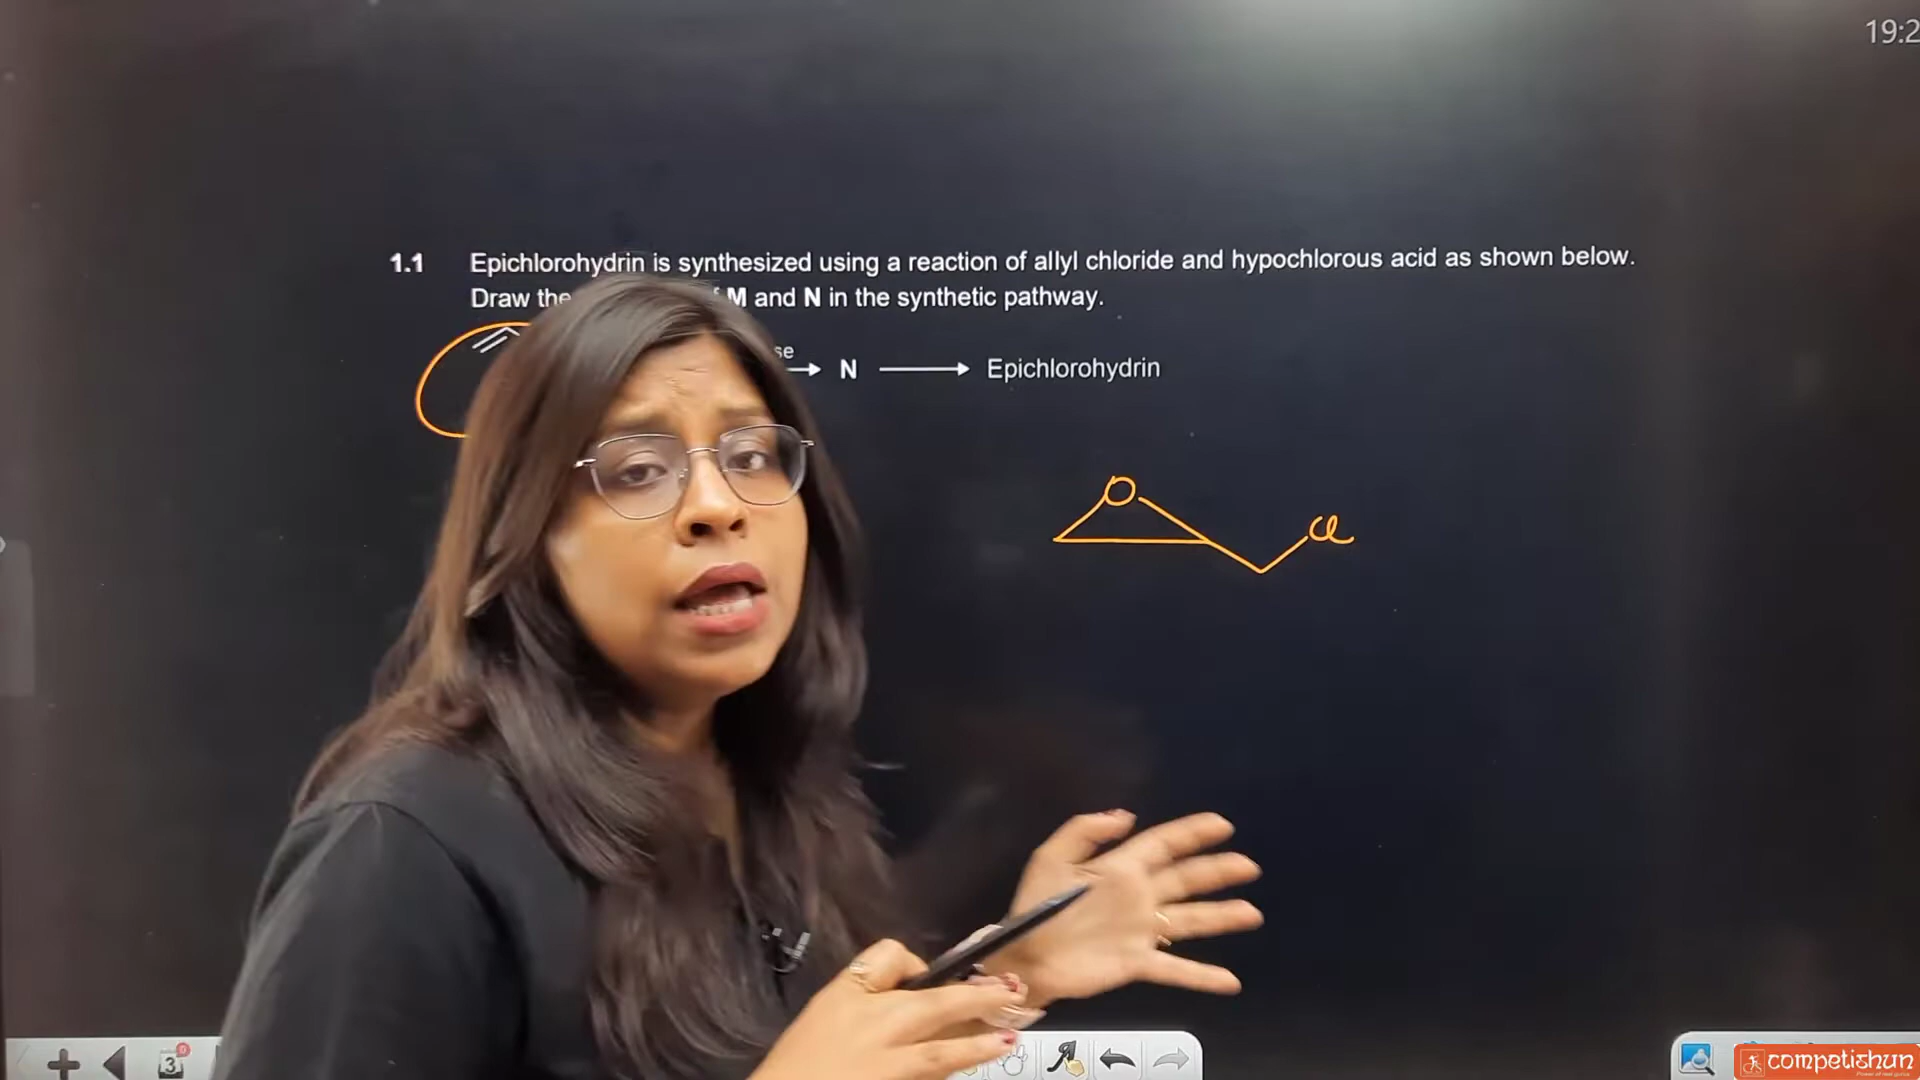 19:2
1.1 Epichlorohydrin is synthesized using a reaction of allyl chloride and hypochlorous acid as shown below.
Draw the M and N in the synthetic pathway.
se
N Epichlorohydrin
O
Cl
3
competishun